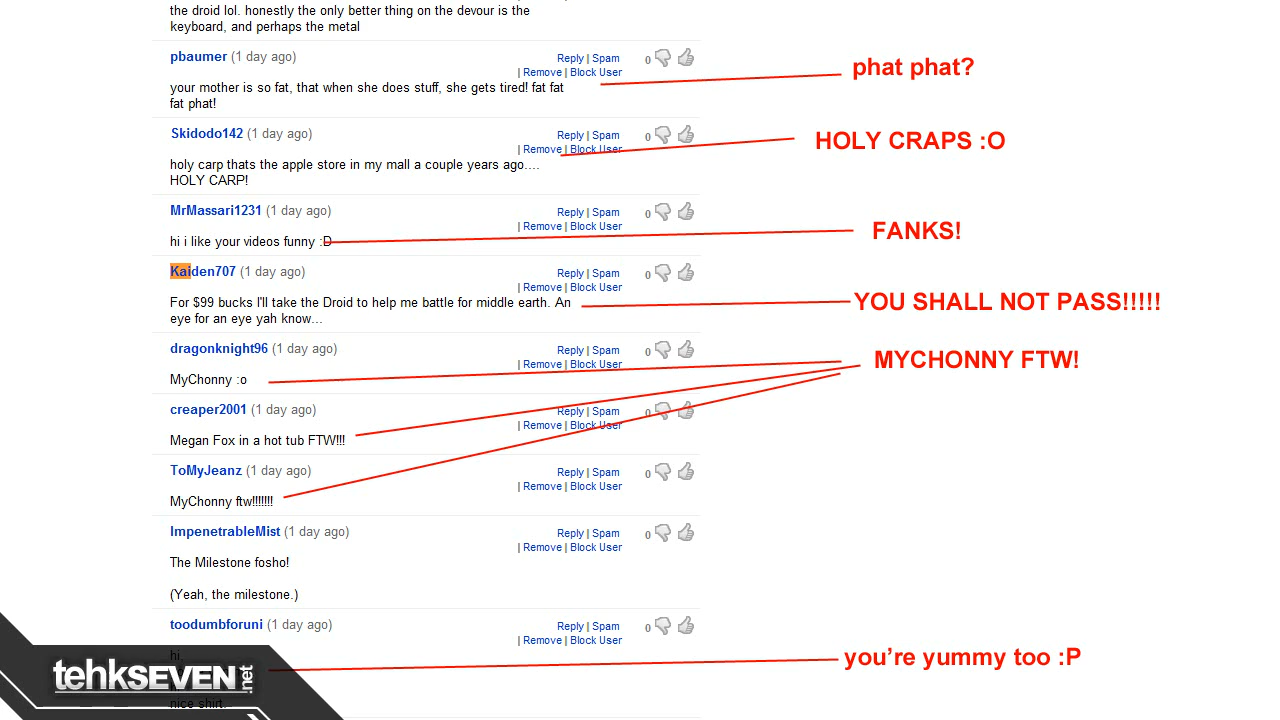 the droid lol. honestly the only better thing on the devour is the
keyboard, and perhaps the metal
pbaumer (1 day ago)
Reply | Spam
0
| Remove | Block User
your mother is so fat, that when she does stuff, she gets tired! fat fat
fat phat!
phat phat?
Skidodo142 (1 day ago)
Reply | Spam
0
| Remove | Block User
holy carp thats the apple store in my mall a couple years ago....
HOLY CARP!
HOLY CRAPS :O
MrMassari1231 (1 day ago)
Reply | Spam
0
| Remove | Block User
hi i like your videos funny :D
FANKS!
Kaiden707 (1 day ago)
Reply | Spam
0
| Remove | Block User
For $99 bucks I'll take the Droid to help me battle for middle earth. An
eye for an eye yah know...
YOU SHALL NOT PASS!!!!!
dragonknight96 (1 day ago)
Reply | Spam
0
| Remove | Block User
MyChonny :o
MYCHONNY FTW!
creaper2001 (1 day ago)
Reply | Spam
0
| Remove | Block User
Megan Fox in a hot tub FTW!!!
ToMyJeanz (1 day ago)
Reply | Spam
0
| Remove | Block User
MyChonny ftw!!!!!!!
ImpenetrableMist (1 day ago)
Reply | Spam
0
| Remove | Block User
The Milestone fosho!
(Yeah, the milestone.)
toodumbforuni (1 day ago)
Reply | Spam
0
| Remove | Block User
hi
you're yummy too :P
tehkSEVEN.net
nice shirt.